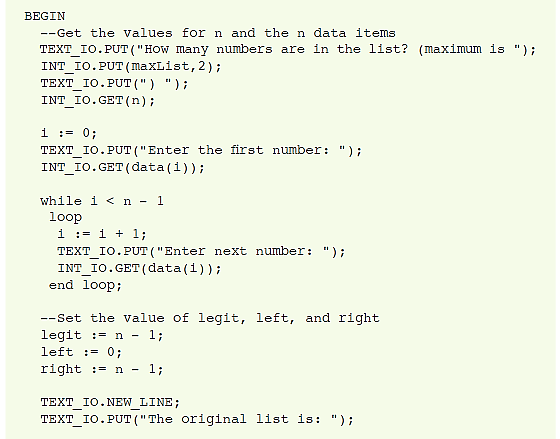 BEGIN
--Get the values for n and the n data items
TEXT_IO.PUT("How many numbers are in the list? (maximum is ");
INT_IO.PUT(maxList,2);
TEXT_IO.PUT(") ");
INT_IO.GET(n);
i := 0;
TEXT_IO.PUT("Enter the first number: ");
INT_IO.GET(data(i));
while i < n - 1
loop
i := i + 1;
TEXT_IO.PUT("Enter next number: ");
INT_IO.GET(data(i));
end loop;
--Set the value of legit, left, and right
legit := n - 1;
left := 0;
right := n - 1;
TEXT_IO.NEW_LINE;
TEXT_IO.PUT("The original list is: ");